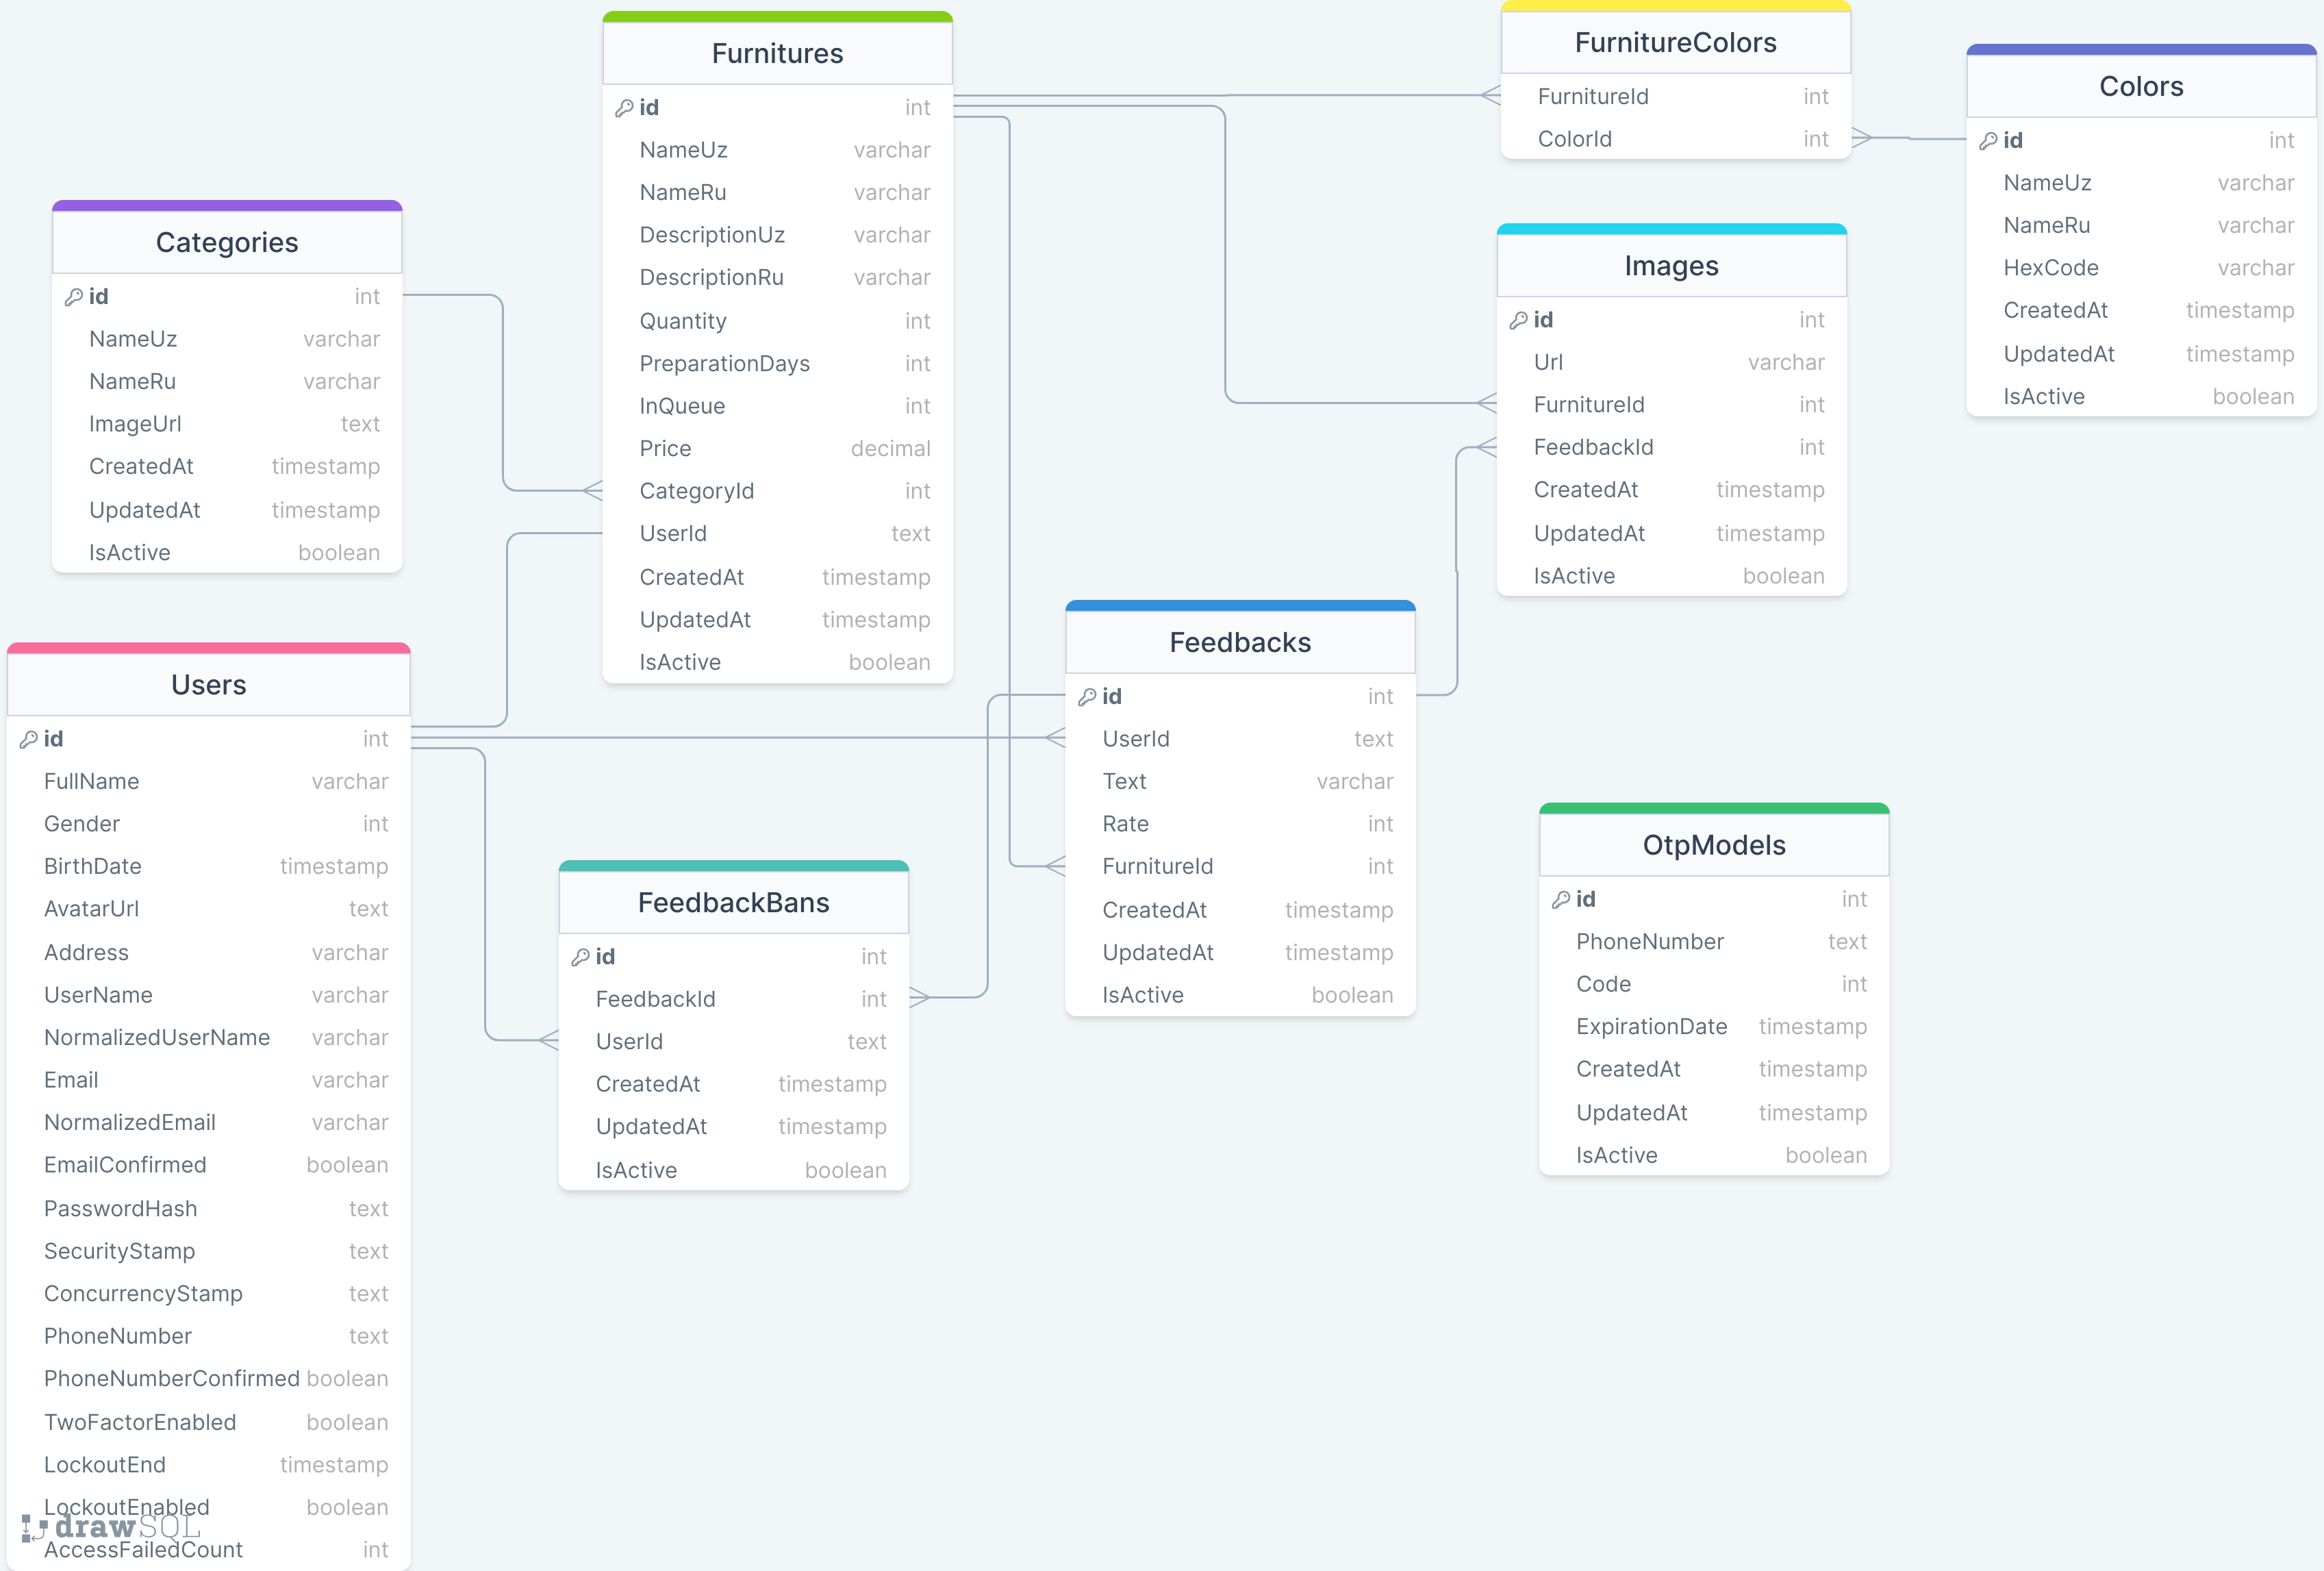 Furnitures
id int
NameUz varchar
NameRu varchar
DescriptionUz varchar
DescriptionRu varchar
Quantity int
PreparationDays int
InQueue int
Price decimal
CategoryId int
UserId text
CreatedAt timestamp
UpdatedAt timestamp
IsActive boolean
FurnitureColors
FurnitureId int
ColorId int
Colors
id int
NameUz varchar
NameRu varchar
HexCode varchar
CreatedAt timestamp
UpdatedAt timestamp
IsActive boolean
Categories
id int
NameUz varchar
NameRu varchar
ImageUrl text
CreatedAt timestamp
UpdatedAt timestamp
IsActive boolean
Images
id int
Url varchar
FurnitureId int
FeedbackId int
CreatedAt timestamp
UpdatedAt timestamp
IsActive boolean
Users
id int
FullName varchar
Gender int
BirthDate timestamp
AvatarUrl text
Address varchar
UserName varchar
NormalizedUserName varchar
Email varchar
NormalizedEmail varchar
EmailConfirmed boolean
PasswordHash text
SecurityStamp text
ConcurrencyStamp text
PhoneNumber text
PhoneNumberConfirmed boolean
TwoFactorEnabled boolean
LockoutEnd timestamp
LockoutEnabled boolean
AccessFailedCount int
drawSQL
Feedbacks
id int
UserId text
Text varchar
Rate int
FurnitureId int
CreatedAt timestamp
UpdatedAt timestamp
IsActive boolean
FeedbackBans
id int
FeedbackId int
UserId text
CreatedAt timestamp
UpdatedAt timestamp
IsActive boolean
OtpModels
id int
PhoneNumber text
Code int
ExpirationDate timestamp
CreatedAt timestamp
UpdatedAt timestamp
IsActive boolean